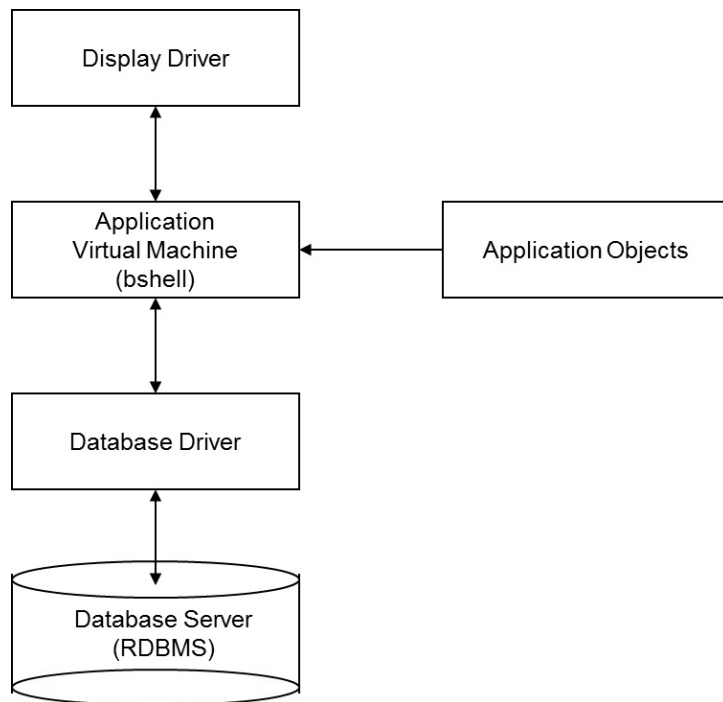 Display Driver
Application
Virtual Machine
(bshell)
Application Objects
Database Driver
Database Server
(RDBMS)